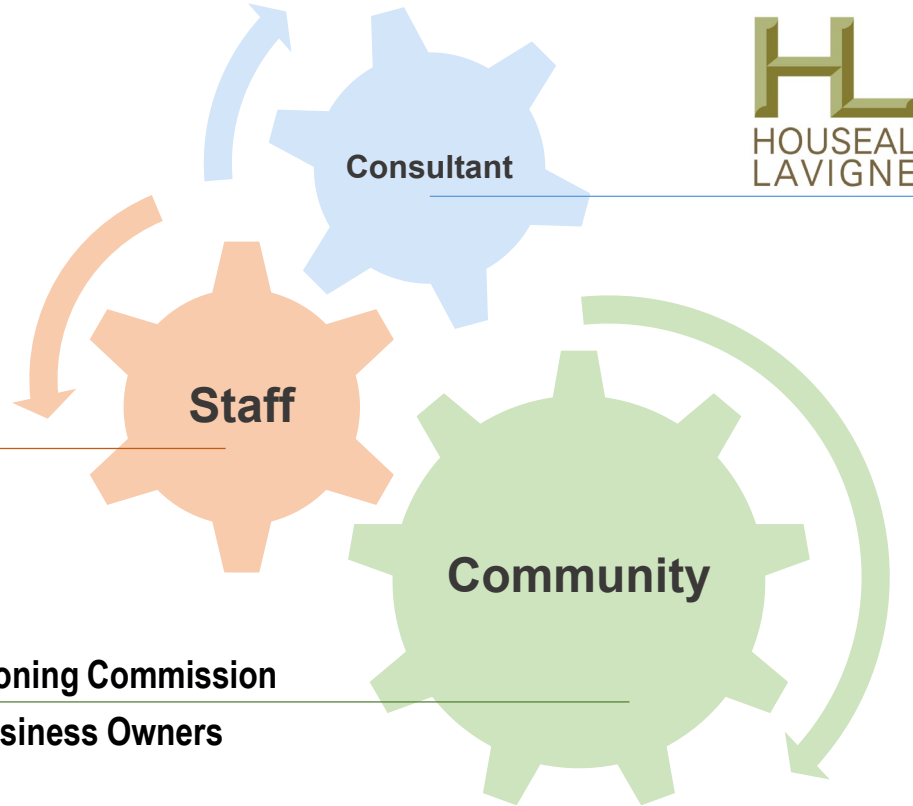 HL
HOUSEAL
LAVIGNE
Consultant
Staff
Community
oning Commission
siness Owners